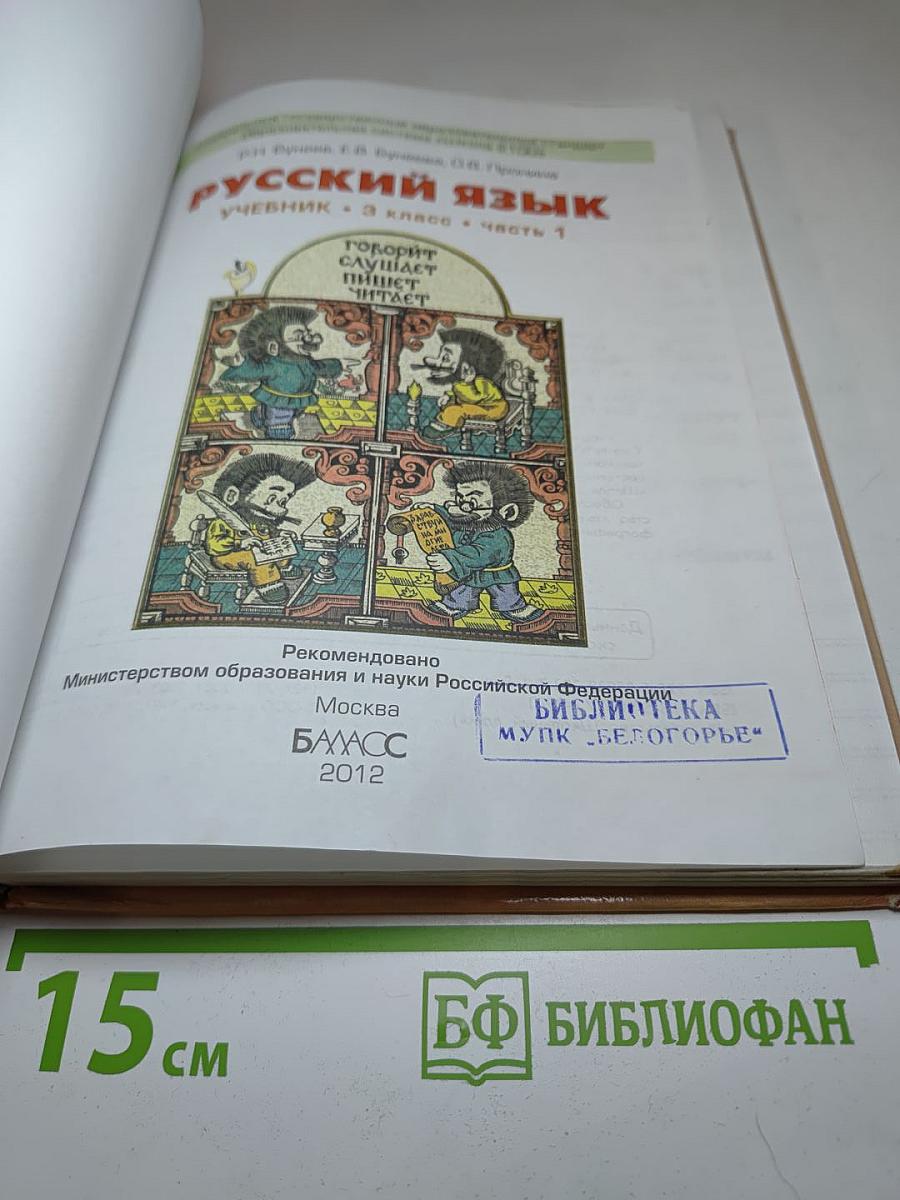 Р.Н. Бунеев, Е.В. Бунеева, О.В. Пронина
РУССКИЙ ЯЗЫК
УЧЕБНИК • 3 класс • часть 1
ГОВОРИТ
СЛУШАЕТ
ПИШЕТ
ЧИТАЕТ
Рекомендовано
Министерством образования и науки Российской Федерации
Москва
БАЛАСС
2012
БИБЛИОТЕКА
МУПК „БЕЛОГОРЬЕ“
15 см
БФ БИБЛИОФАН